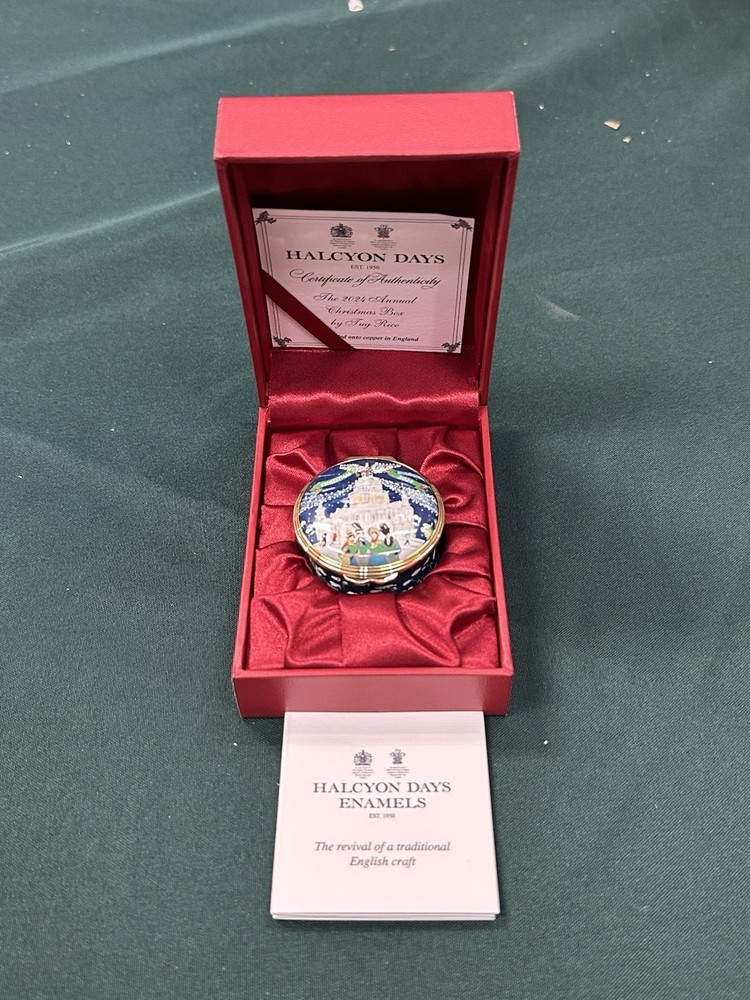 HALCYON DAYS
EST. 1950
Certificate of Authenticity
The 2024 Annual
Christmas Box
by Tug Rice
onto copper in England
HALCYON DAYS
ENAMELS
EST. 1950
The revival of a traditional
English craft